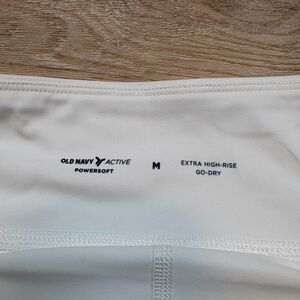 OLD NAVY ACTIVE
POWERSOFT
M
EXTRA HIGH-RISE
GO-DRY